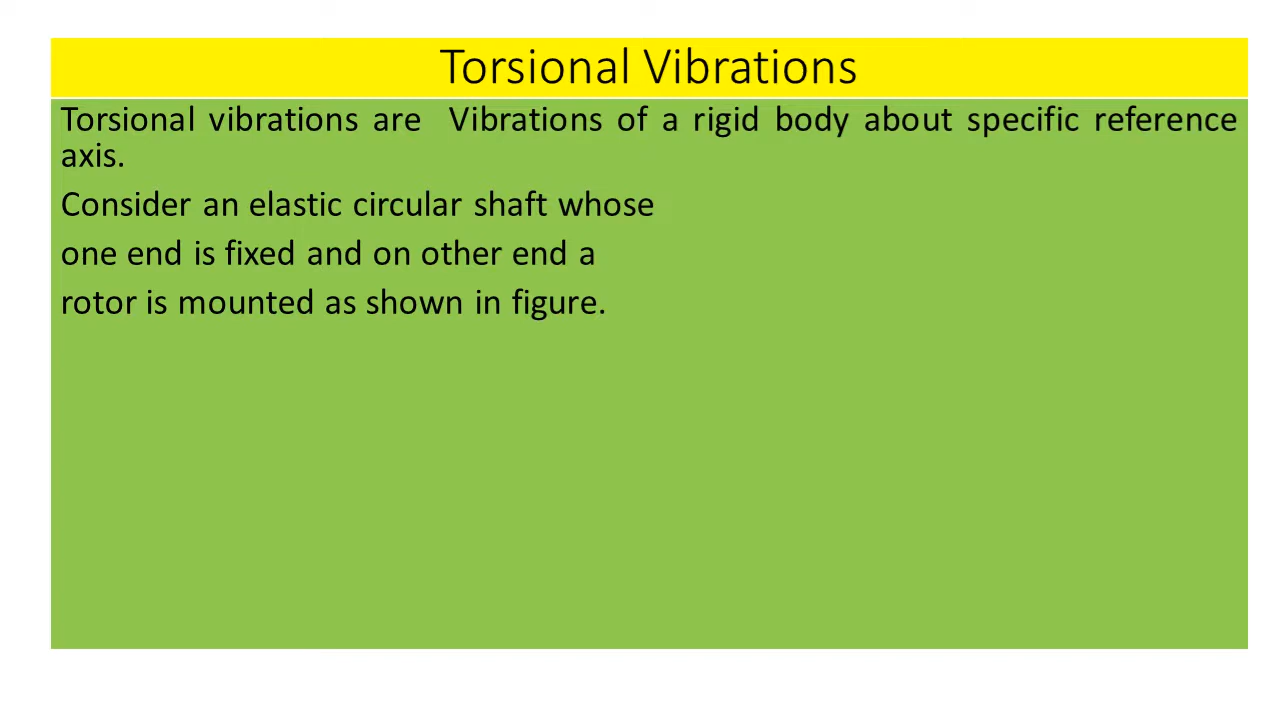 Torsional Vibrations
Torsional vibrations are Vibrations of a rigid body about specific reference
axis.
Consider an elastic circular shaft whose
one end is fixed and on other end a
rotor is mounted as shown in figure.